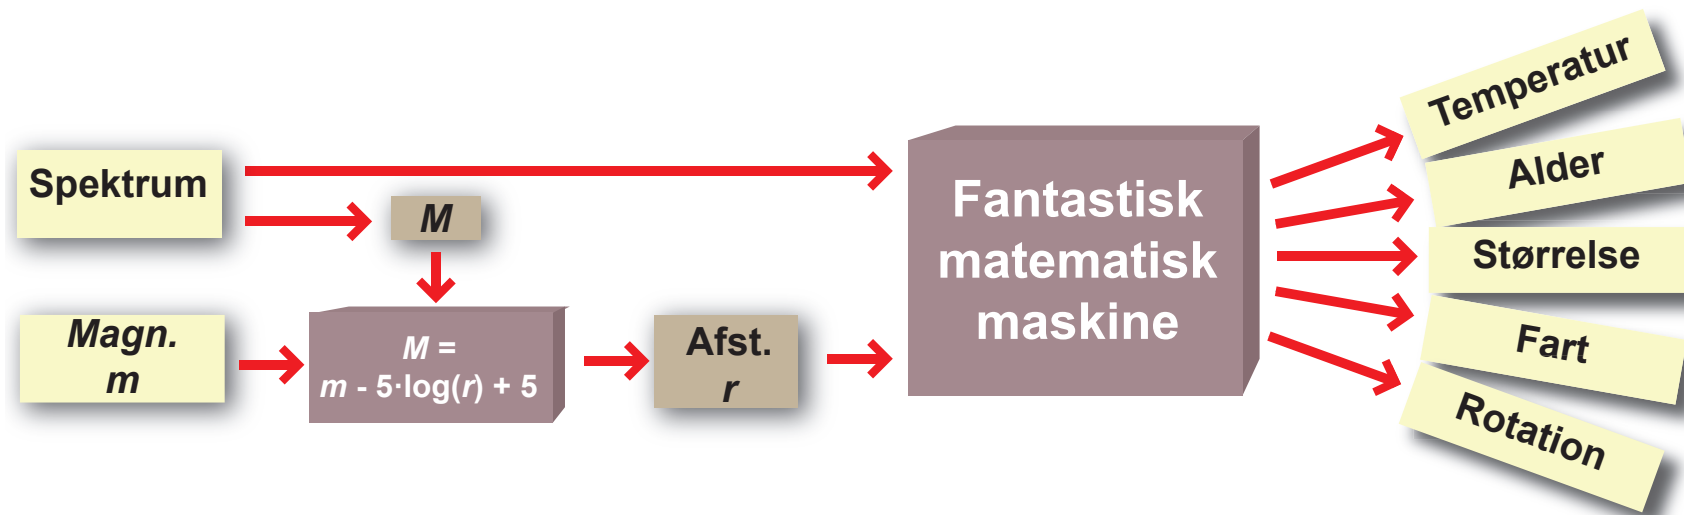 Spektrum
M
Magn.
m
M =
m - 5·log(r) + 5
Afst.
r
Fantastisk
matematisk
maskine
Temperatur
Alder
Størrelse
Fart
Rotation